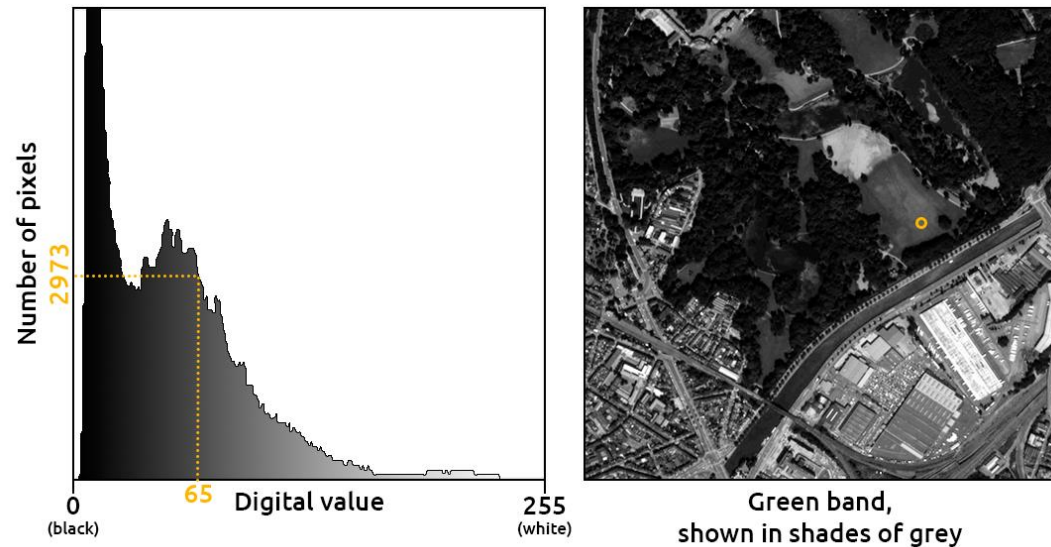 Number of pixels
2973
0
(black)
65
Digital value
255
(white)
Green band,
shown in shades of grey